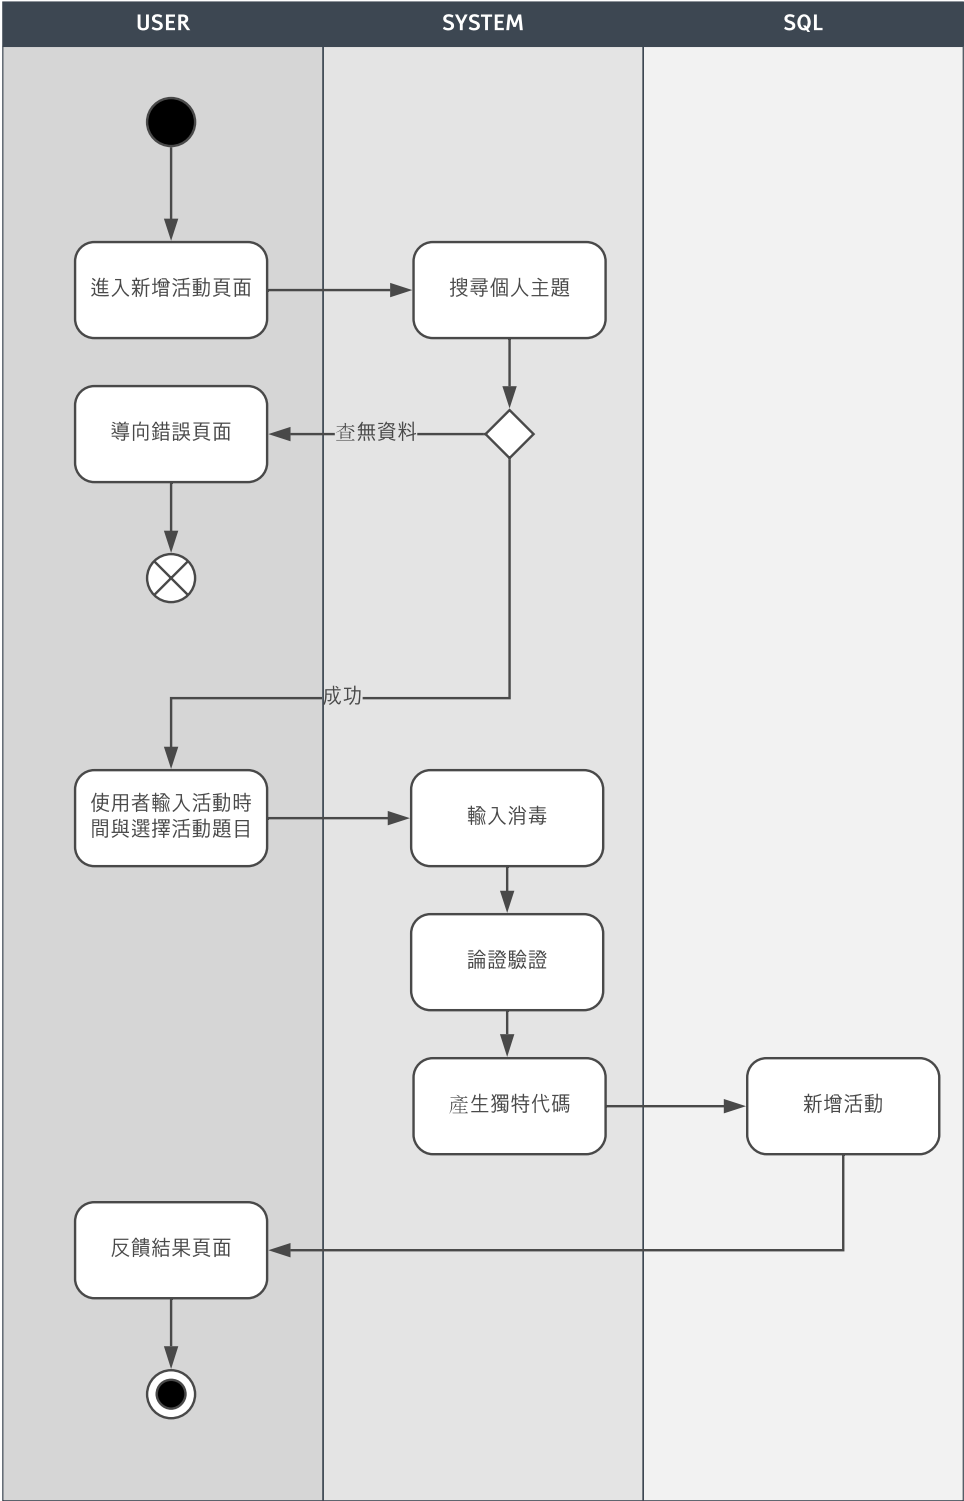 USER
SYSTEM
SQL
進入新增活動頁面
搜尋個人主題
導向錯誤頁面
查無資料
成功
使用者輸入活動時
間與選擇活動題目
輸入消毒
論證驗證
產生獨特代碼
新增活動
反饋結果頁面